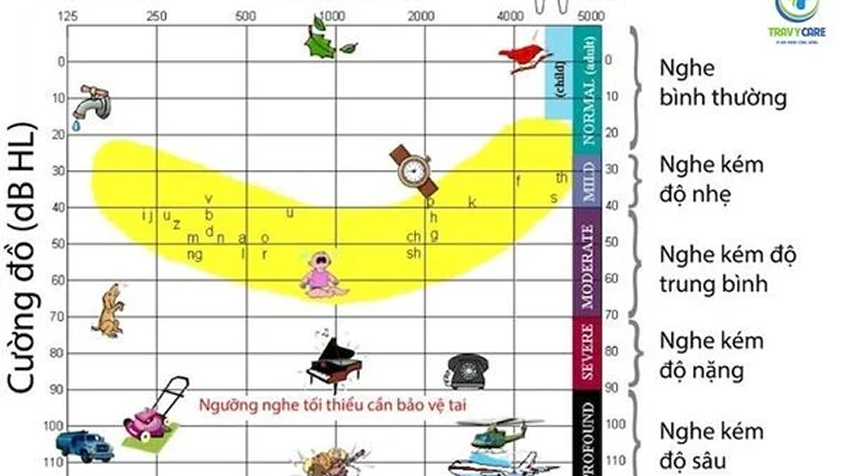 125 250 500 1000 2000 4000 5000
TRAVYCARE
Cường đồ (dB HL)
0
10
20
30
40
50
60
70
80
90
100
110
v
i j u b u
z
d
m n a o
ng l r
p
h
g
ch
sh
k
f th
s
(child)
NORMAL (adult)
MILD
MODERATE
SEVERE
PROFOUND
0
10
20
30
40
50
60
70
80
90
100
110
Nghe
bình thường
Nghe kém
độ nhẹ
Nghe kém độ
trung bình
Nghe kém
độ nặng
Nghe kém
độ sâu
Ngưỡng nghe tối thiểu cần bảo vệ tai